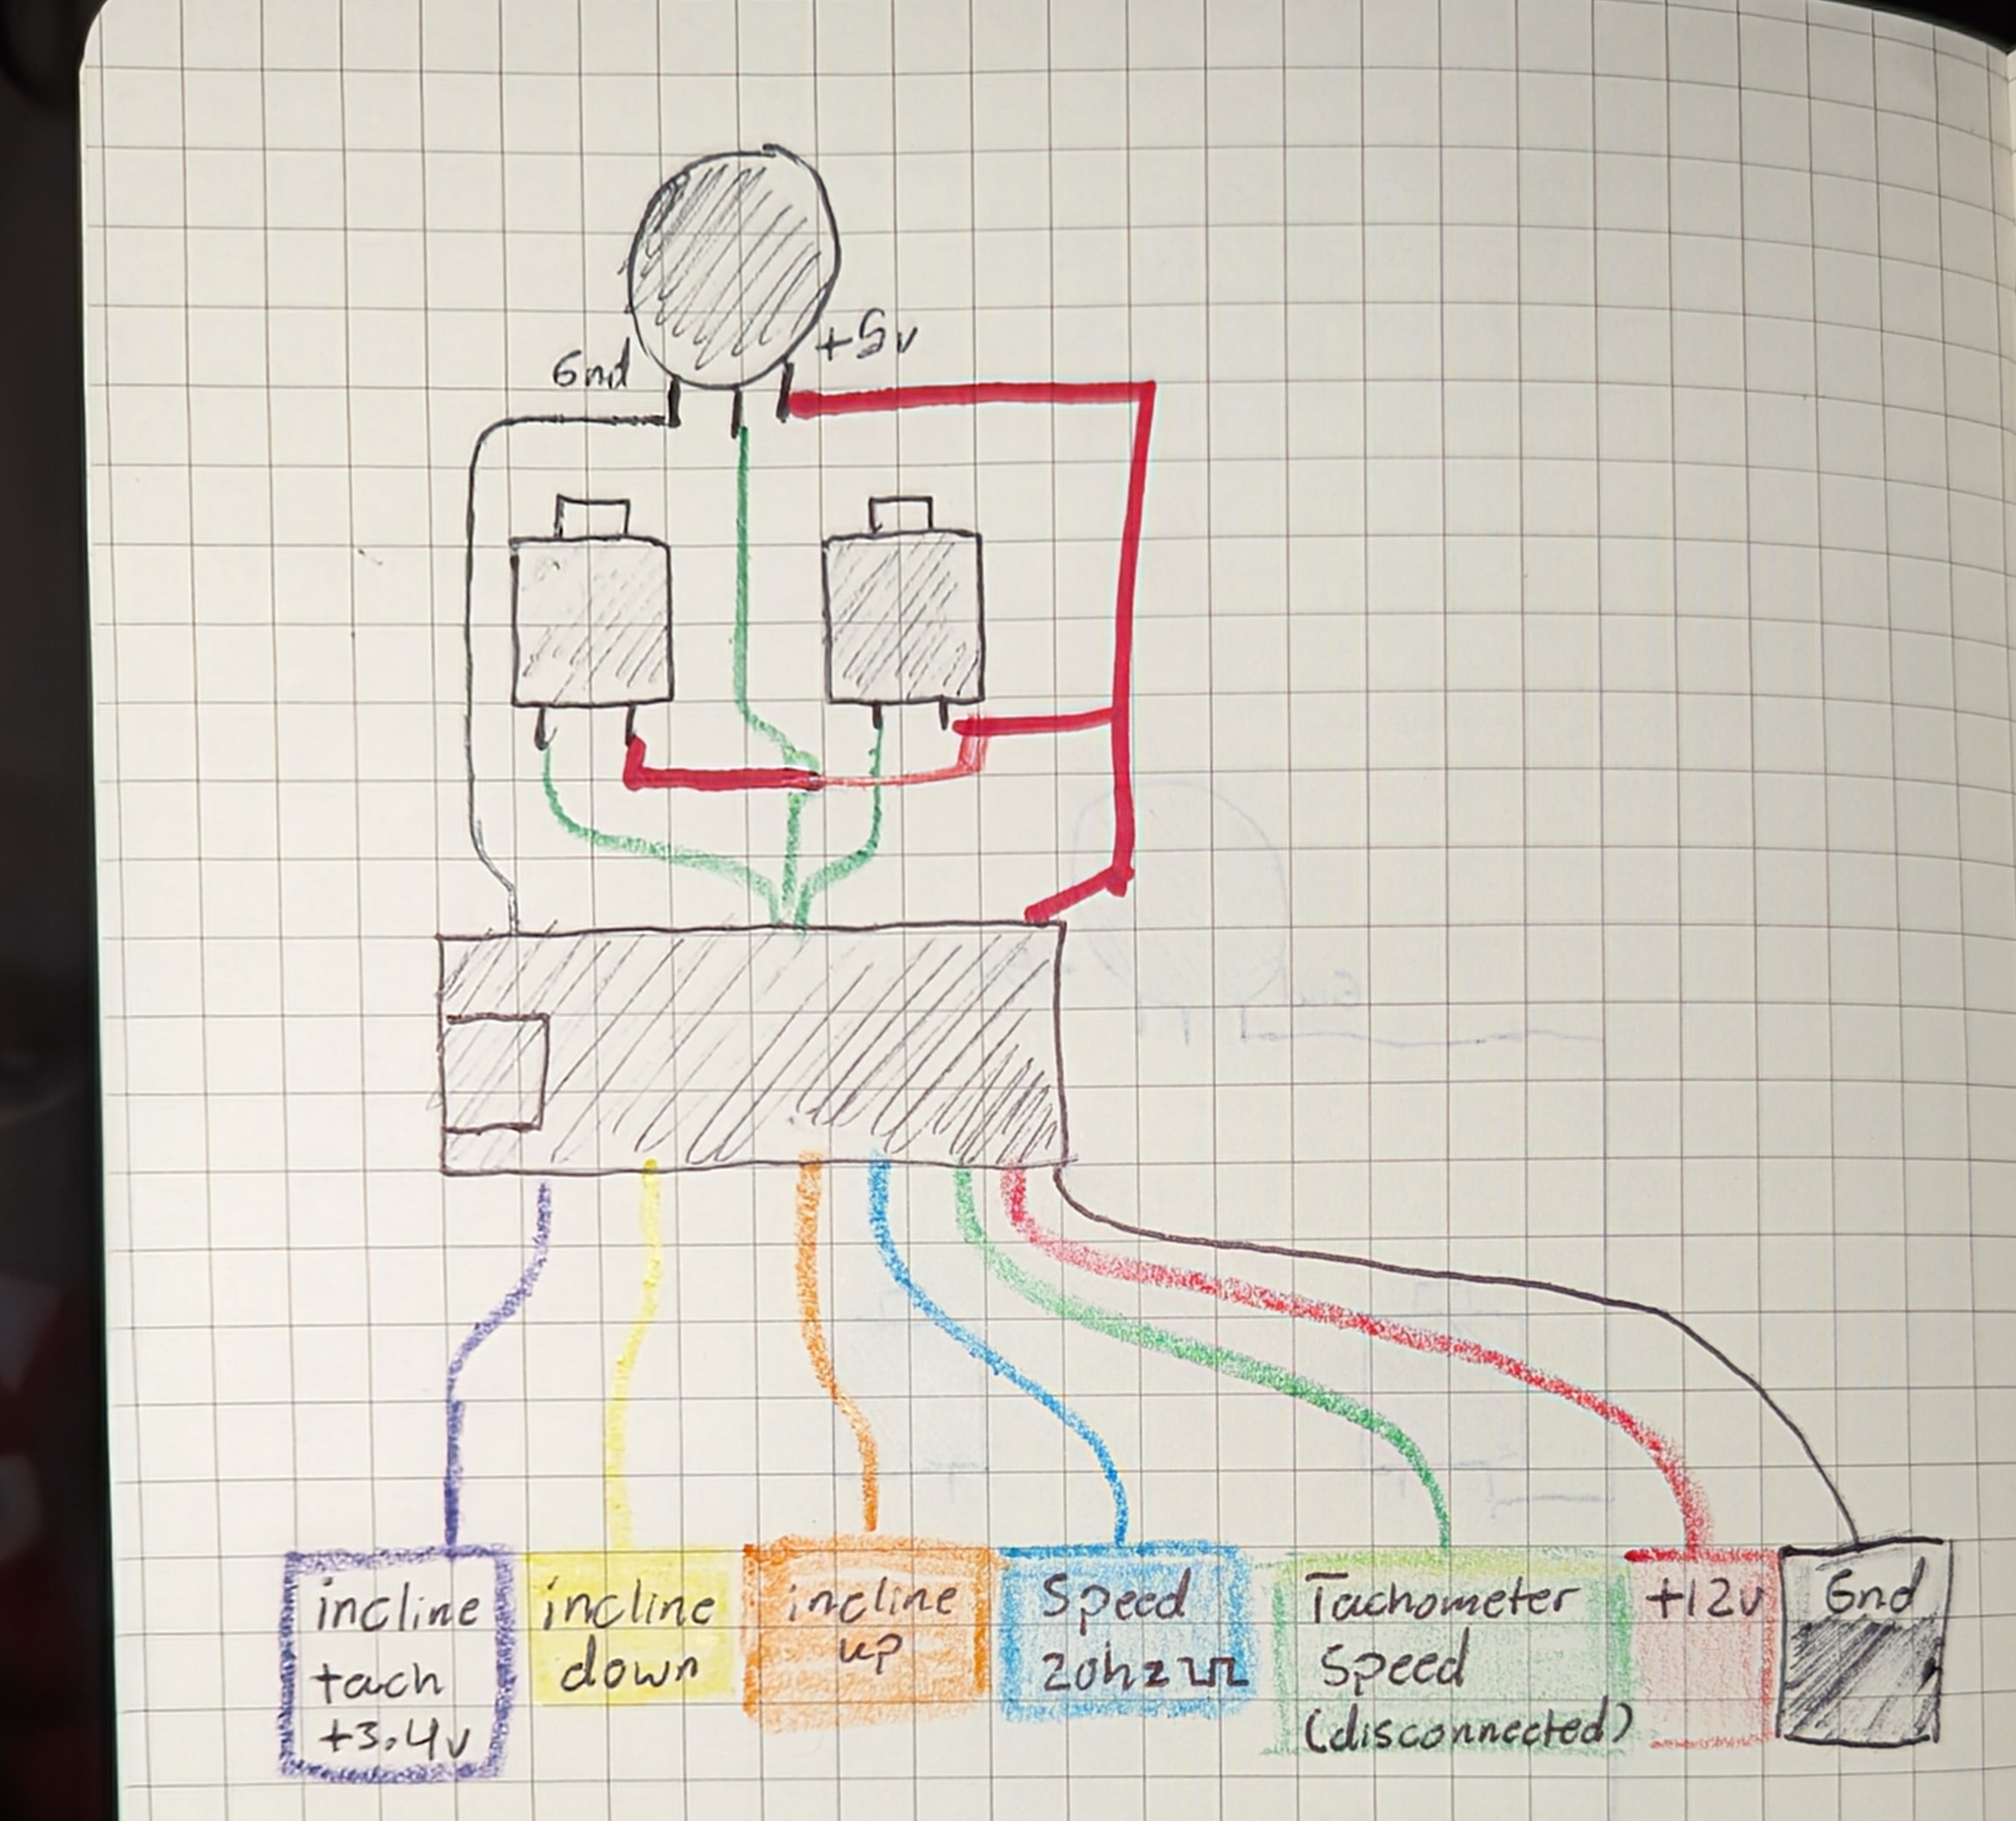 +5v
Gnd
incline
tach
+3.4v
incline
down
incline
up
Speed
20hz
Tachometer
Speed
(disconnected)
+12v
Gnd